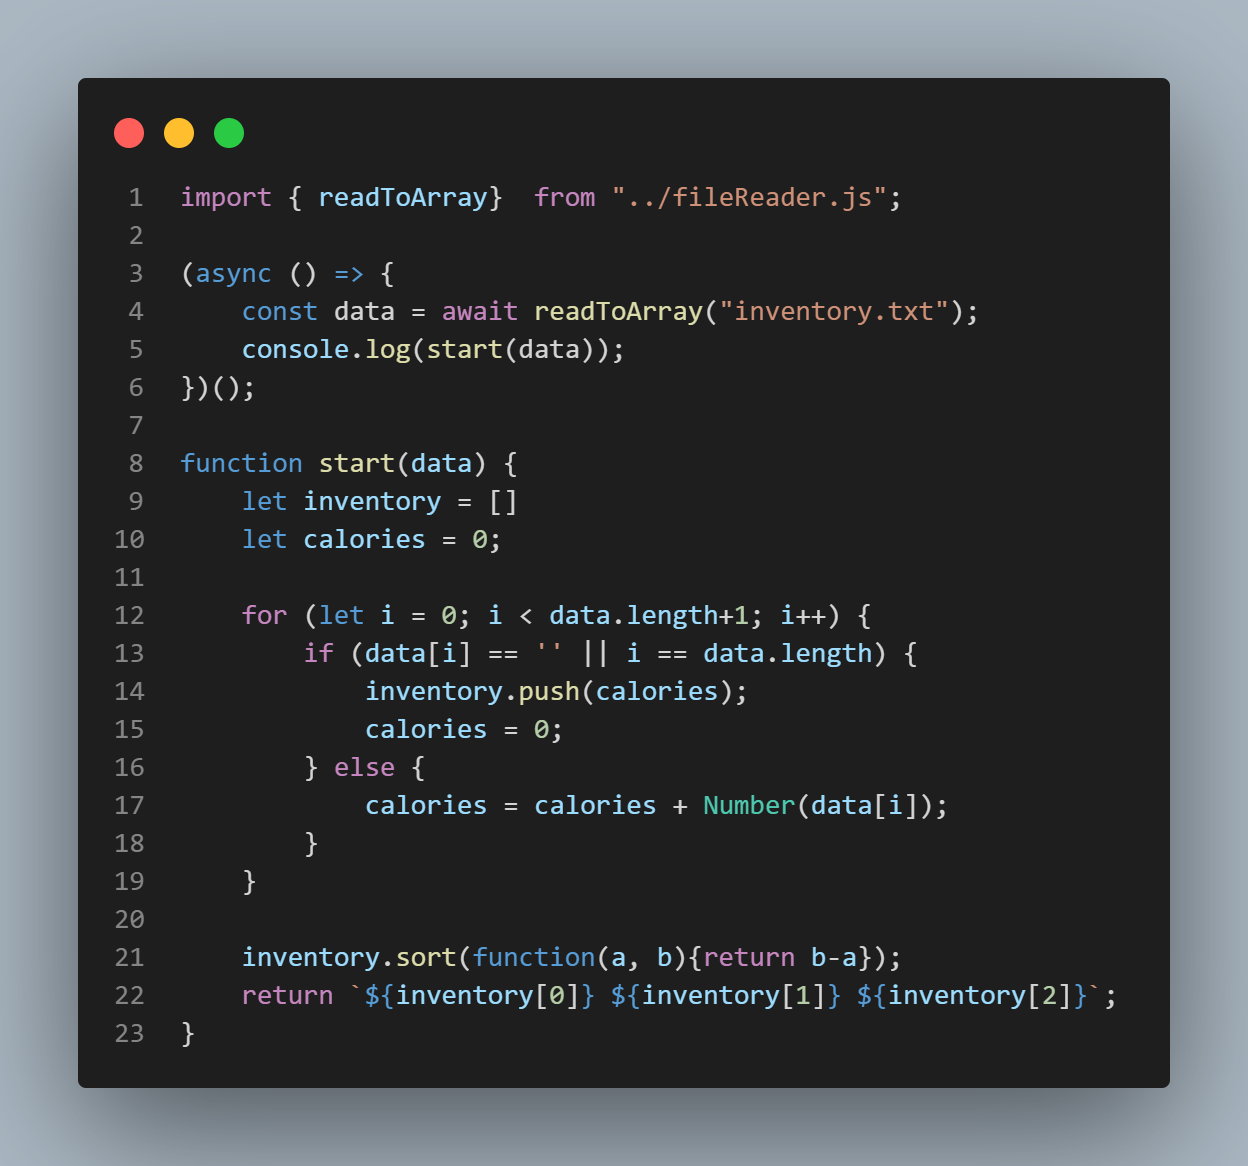 1 import { readToArray}  from "../fileReader.js";
2
3 (async () => {
4     const data = await readToArray("inventory.txt");
5     console.log(start(data));
6 })();
7
8 function start(data) {
9     let inventory = []
10     let calories = 0;
11
12     for (let i = 0; i < data.length+1; i++) {
13         if (data[i] == '' || i == data.length) {
14             inventory.push(calories);
15             calories = 0;
16         } else {
17             calories = calories + Number(data[i]);
18         }
19     }
20
21     inventory.sort(function(a, b){return b-a});
22     return `${inventory[0]} ${inventory[1]} ${inventory[2]}`;
23 }